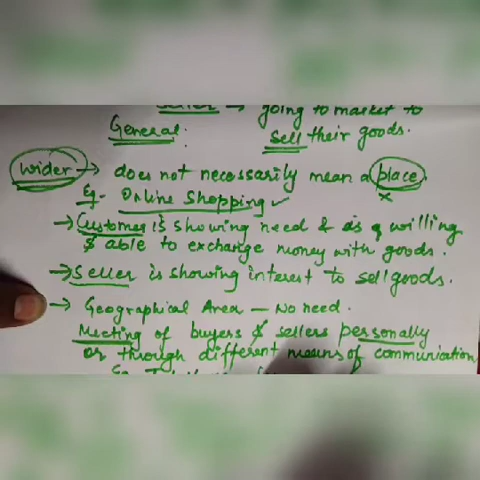 Seller → going to market to
General: Sell their goods.
wider → does not necessarily mean a place.
Eg- Online Shopping ✓ ×
→ Customer is showing need & is willing
& able to exchange money with goods.
→ Seller is showing interest to sell goods.
→ Geographical Area — No need.
Meeting of buyers & sellers personally
or through different means of communiation